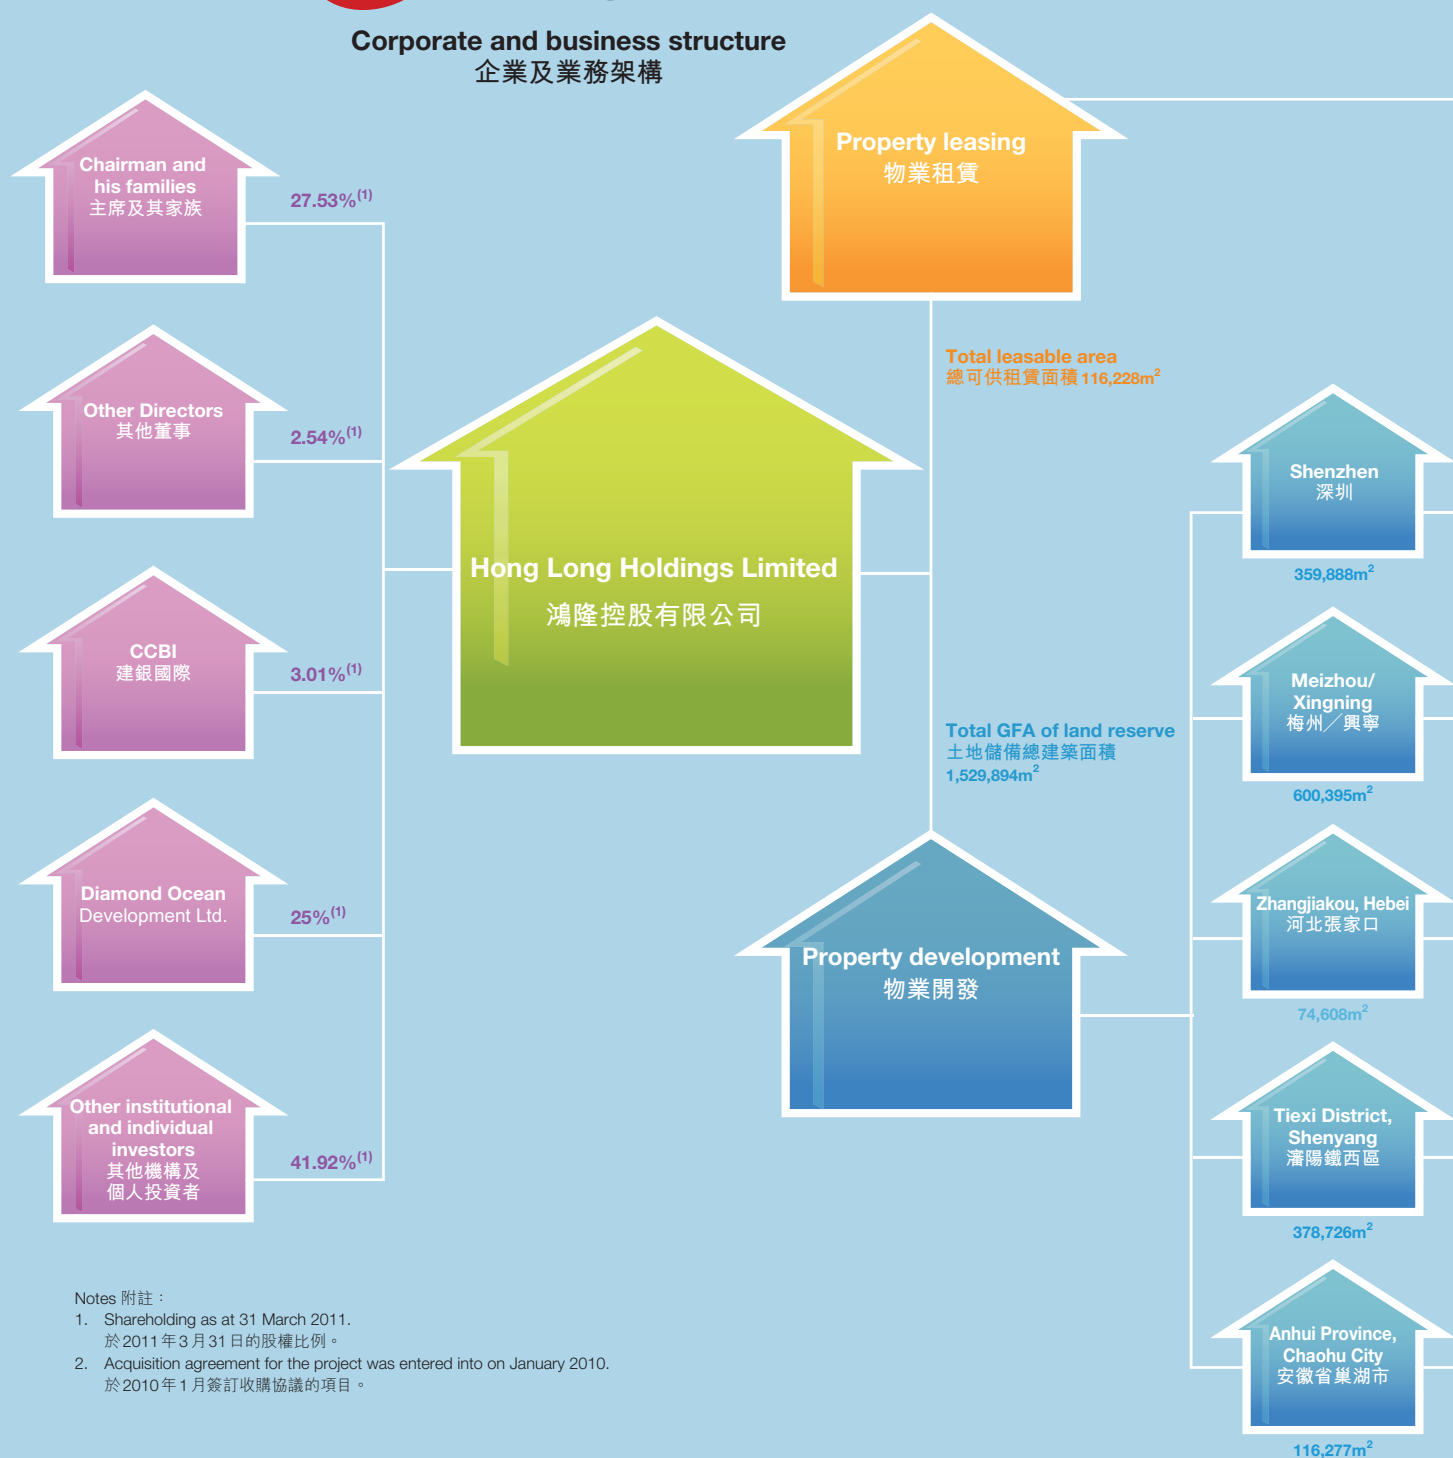 Corporate and business structure
企業及業務架構
Chairman and
his families
主席及其家族
27.53%(1)
Other Directors
其他董事
2.54%(1)
CCBI
建銀國際
3.01%(1)
Diamond Ocean
Development Ltd.
25%(1)
Other institutional
and individual
investors
其他機構及
個人投資者
41.92%(1)
Hong Long Holdings Limited
鴻隆控股有限公司
Property leasing
物業租賃
Total leasable area
總可供租賃面積116,228m²
Total GFA of land reserve
土地儲備總建築面積
1,529,894m²
Property development
物業開發
Shenzhen
深圳
359,888m²
Meizhou/
Xingning
梅州╱興寧
600,395m²
Zhangjiakou, Hebei
河北張家口
74,608m²
Tiexi District,
Shenyang
瀋陽鐵西區
378,726m²
Anhui Province,
Chaohu City
安徽省巢湖市
116,277m²
Notes 附註：
1. Shareholding as at 31 March 2011.
於2011年3月31日的股權比例。
2. Acquisition agreement for the project was entered into on January 2010.
於2010年1月簽訂收購協議的項目。